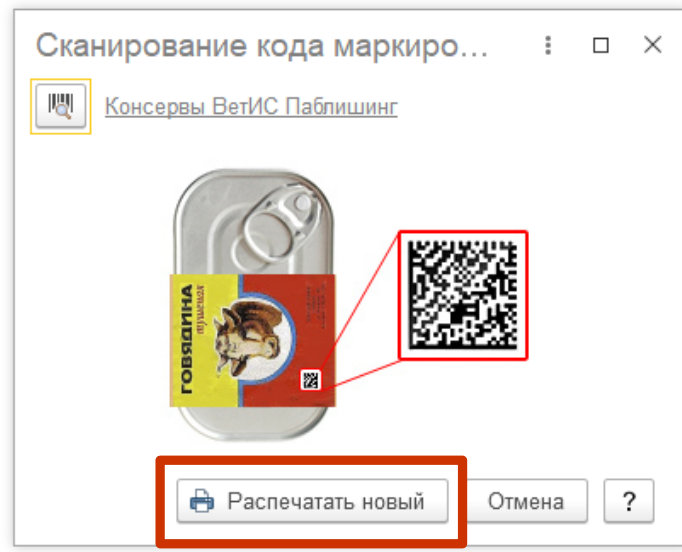 Сканирование кода маркиро...
Консервы ВетИС Паблишинг
ГОВЯДИНА
тушеная
Распечатать новый
Отмена
?